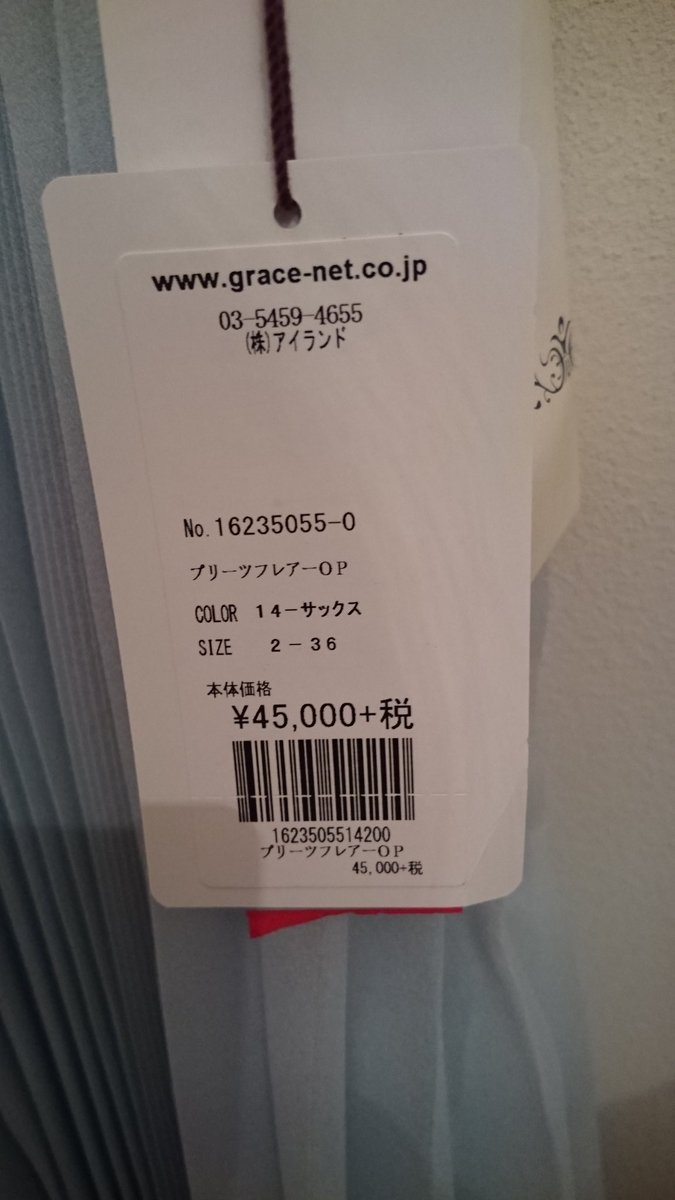 www.grace-net.co.jp
03-5459-4655
(株)アイランド
No.16235055-0
プリーツフレアーOP
COLOR 14-サックス
SIZE 2-36
本体価格
¥45,000+税
1623505514200
プリーツフレアーOP
45,000+税